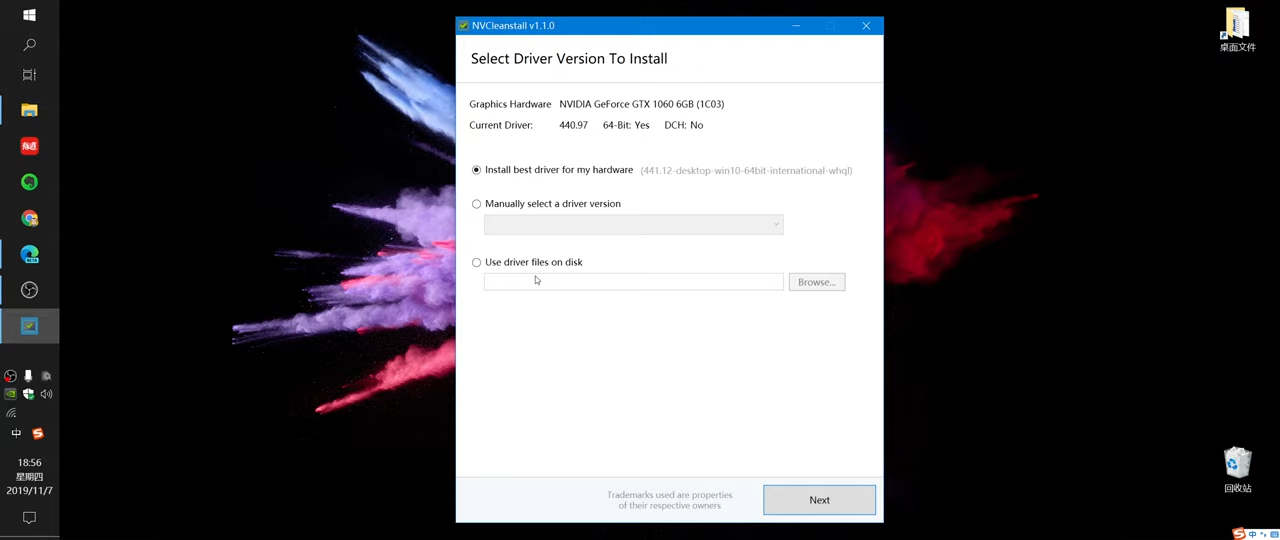 NVCleanstall v1.1.0
Select Driver Version To Install
Graphics Hardware NVIDIA GeForce GTX 1060 6GB (1C03)
Current Driver: 440.97 64-Bit: Yes DCH: No
Install best driver for my hardware (441.12-desktop-win10-64bit-international-whql)
Manually select a driver version
Use driver files on disk
Browse...
Trademarks used are properties
of their respective owners
Next
桌面文件
回收站
BETA
中
18:56
星期四
2019/11/7
中